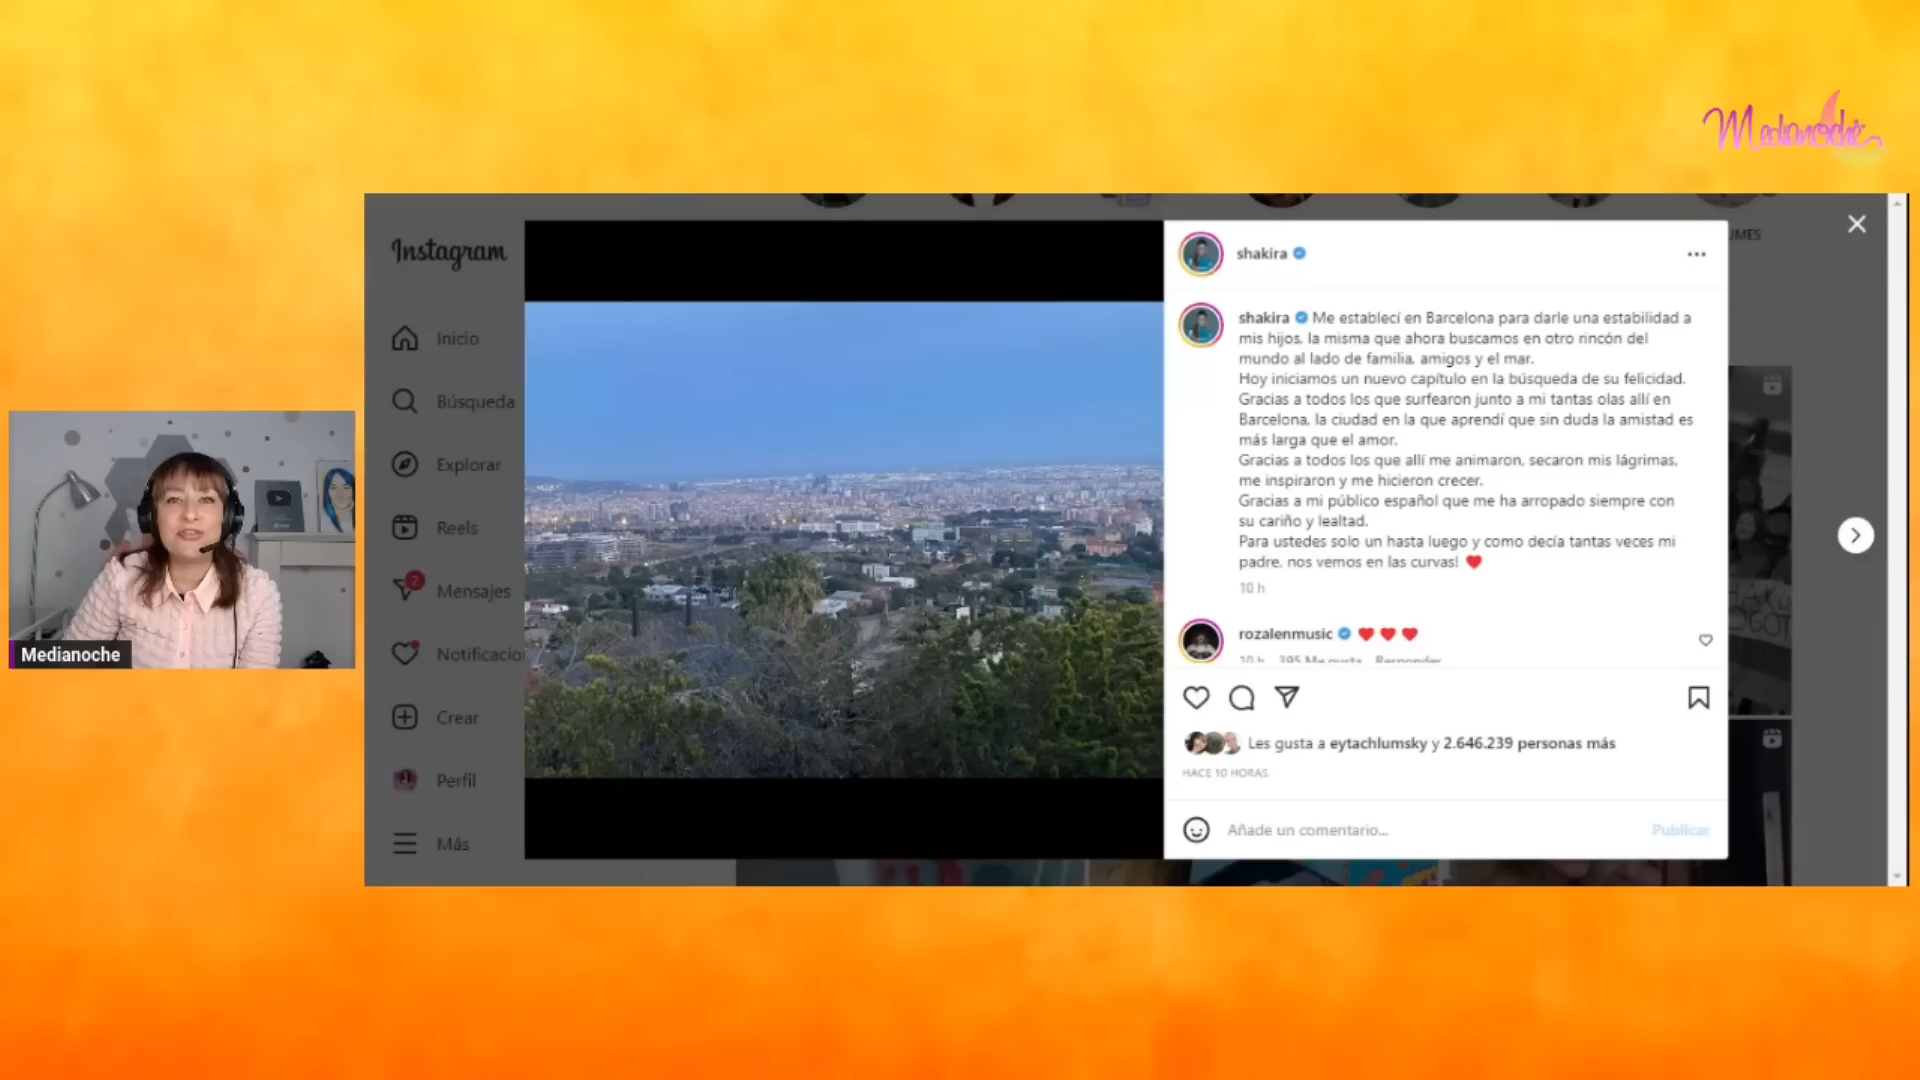 Medianoche
Instagram
UMES
shakira
Inicio
Búsqueda
Explorar
Reels
Mensajes
2
Notificacio
Crear
Perfil
Más
shakira Me establecí en Barcelona para darle una estabilidad a
mis hijos, la misma que ahora buscamos en otro rincón del
mundo al lado de familia, amigos y el mar.
Hoy iniciamos un nuevo capítulo en la búsqueda de su felicidad.
Gracias a todos los que surfearon junto a mi tantas olas allí en
Barcelona, la ciudad en la que aprendí que sin duda la amistad es
más larga que el amor.
Gracias a todos los que allí me animaron, secaron mis lágrimas,
me inspiraron y me hicieron crecer.
Gracias a mi público español que me ha arropado siempre con
su cariño y lealtad.
Para ustedes solo un hasta luego y como decía tantas veces mi
padre, nos vemos en las curvas! ❤️
10 h
rozalenmusic ❤️ ❤️ ❤️
10 h 395 Me gusta Responder
Les gusta a eytachlumsky y 2.646.239 personas más
HACE 10 HORAS
Añade un comentario...
Publicar
Medianoche